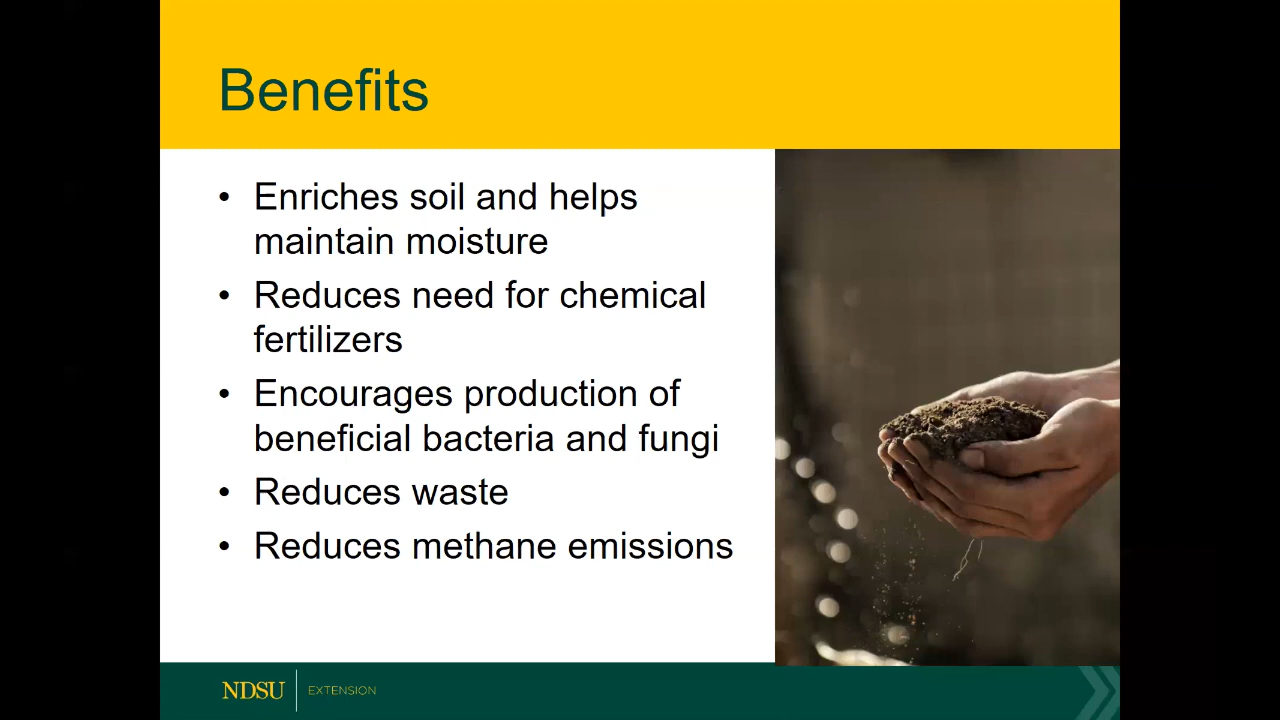 Benefits
• Enriches soil and helps
maintain moisture
• Reduces need for chemical
fertilizers
• Encourages production of
beneficial bacteria and fungi
• Reduces waste
• Reduces methane emissions
NDSU EXTENSION